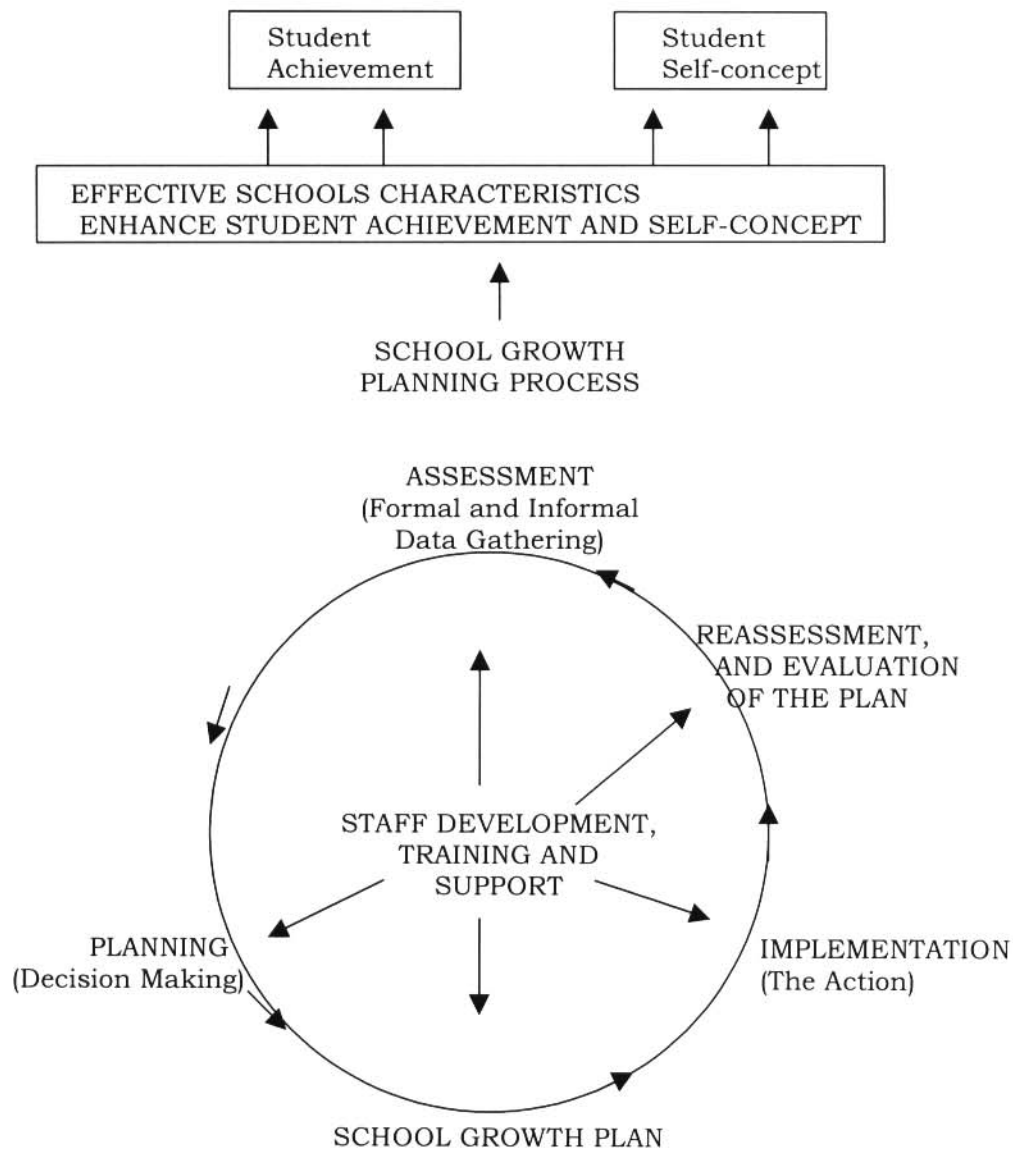 Student
Achievement
Student
Self-concept
EFFECTIVE SCHOOLS CHARACTERISTICS
ENHANCE STUDENT ACHIEVEMENT AND SELF-CONCEPT
SCHOOL GROWTH
PLANNING PROCESS
ASSESSMENT
(Formal and Informal
Data Gathering)
REASSESSMENT,
AND EVALUATION
OF THE PLAN
STAFF DEVELOPMENT,
TRAINING AND
SUPPORT
PLANNING
(Decision Making)
IMPLEMENTATION
(The Action)
SCHOOL GROWTH PLAN